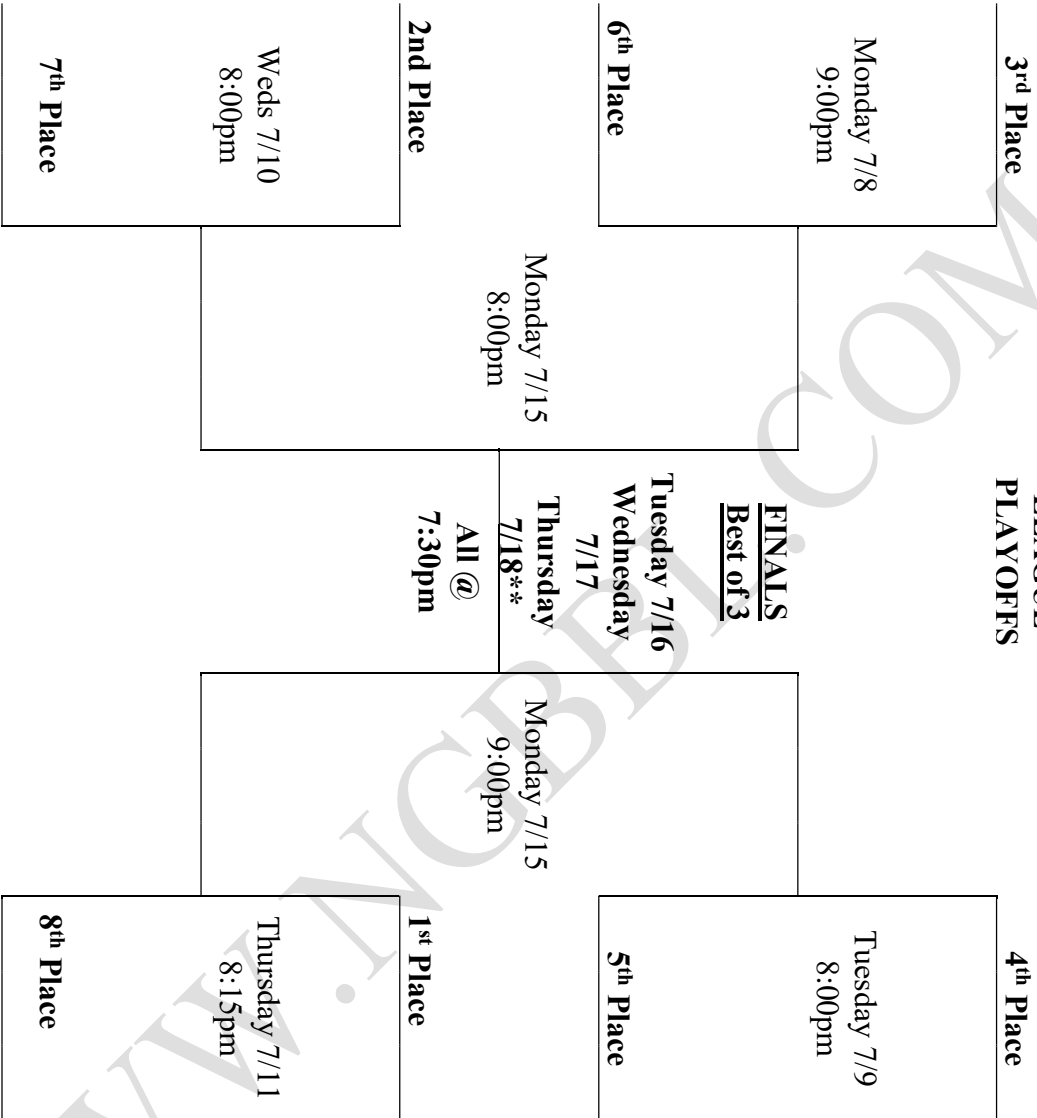 PLAYOFFS
3rd Place
Monday 7/8
9:00pm
6th Place
2nd Place
Weds 7/10
8:00pm
7th Place
Monday 7/15
8:00pm
FINALS
Best of 3
Tuesday 7/16
Wednesday
7/17
Thursday
7/18**
All @
7:30pm
Monday 7/15
9:00pm
4th Place
Tuesday 7/9
8:00pm
5th Place
1st Place
Thursday 7/11
8:15pm
8th Place
W.NGBBL.COM